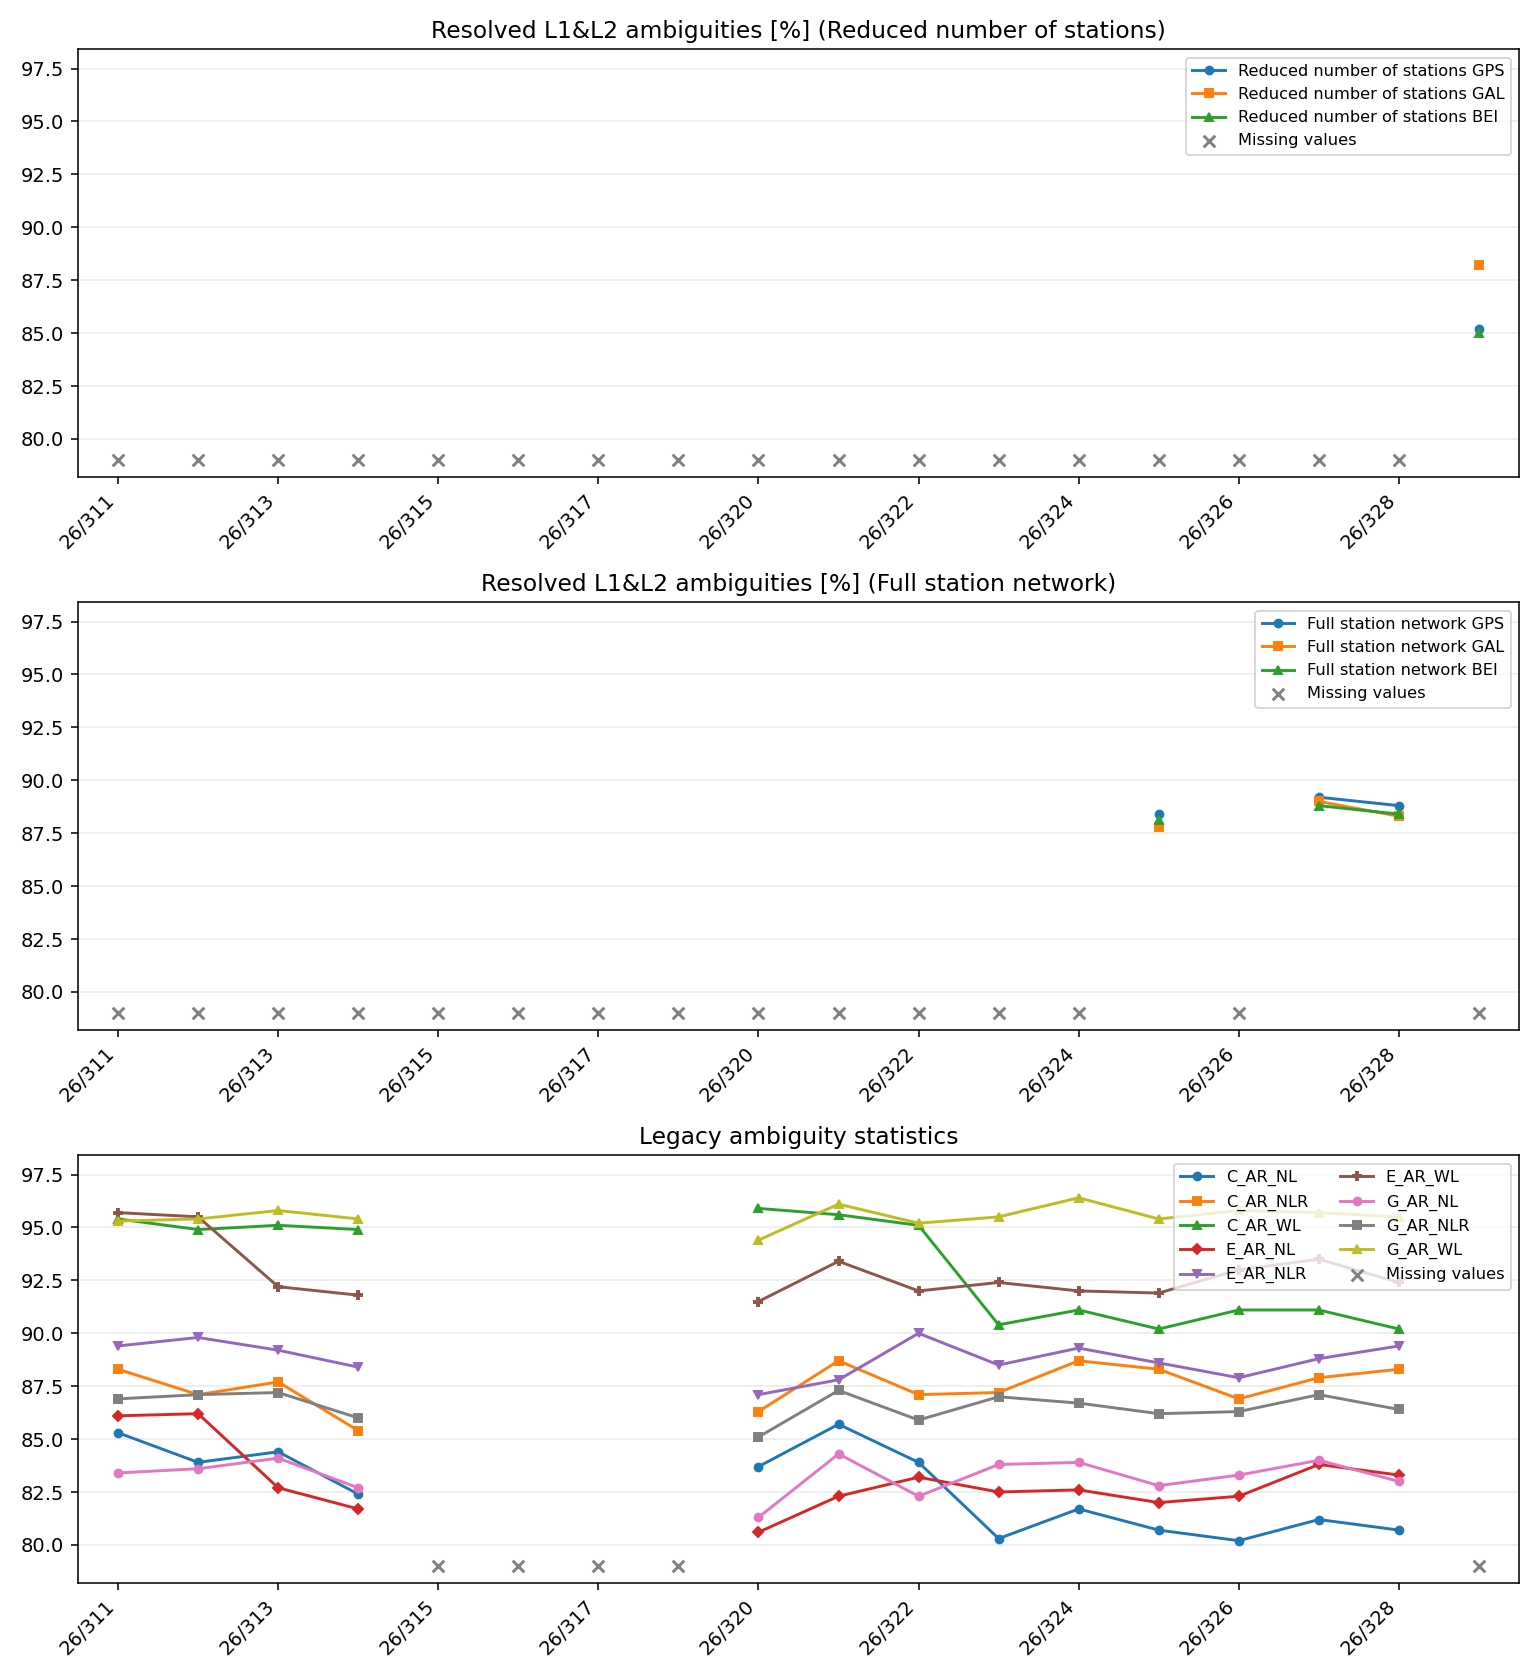 Resolved L1&L2 ambiguities [%] (Reduced number of stations)
97.5
95.0
92.5
90.0
87.5
85.0
82.5
80.0
Reduced number of stations GPS
Reduced number of stations GAL
Reduced number of stations BEI
Missing values
26/311
26/313
26/315
26/317
26/320
26/322
26/324
26/326
26/328
Resolved L1&L2 ambiguities [%] (Full station network)
97.5
95.0
92.5
90.0
87.5
85.0
82.5
80.0
Full station network GPS
Full station network GAL
Full station network BEI
Missing values
26/311
26/313
26/315
26/317
26/320
26/322
26/324
26/326
26/328
Legacy ambiguity statistics
97.5
95.0
92.5
90.0
87.5
85.0
82.5
80.0
C_AR_NL
C_AR_NLR
C_AR_WL
E_AR_NL
E_AR_NLR
E_AR_WL
G_AR_NL
G_AR_NLR
G_AR_WL
Missing values
26/311
26/313
26/315
26/317
26/320
26/322
26/324
26/326
26/328